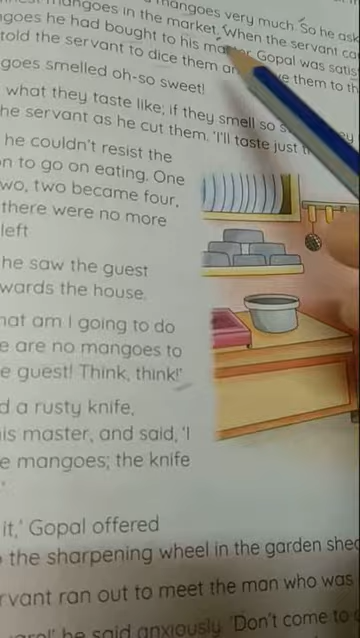 mangoes very much. So he ask
mangoes in the market. When the servant ca
goes he had bought to his master, Gopal was satis
told the servant to dice them an ve them to th
goes smelled oh-so sweet!
what they taste like; if they smell so s
he servant as he cut them. 'I'll taste just
he couldn't resist the
n to go on eating. One
wo, two became four,
there were no more
left
he saw the guest
wards the house.
hat am I going to do
e are no mangoes to
e guest! Think, think!'
d a rusty knife,
is master, and said, 'I
e mangoes; the knife
it,' Gopal offered
the sharpening wheel in the garden shed
rvant ran out to meet the man who was
he said anxiously 'Don't come to